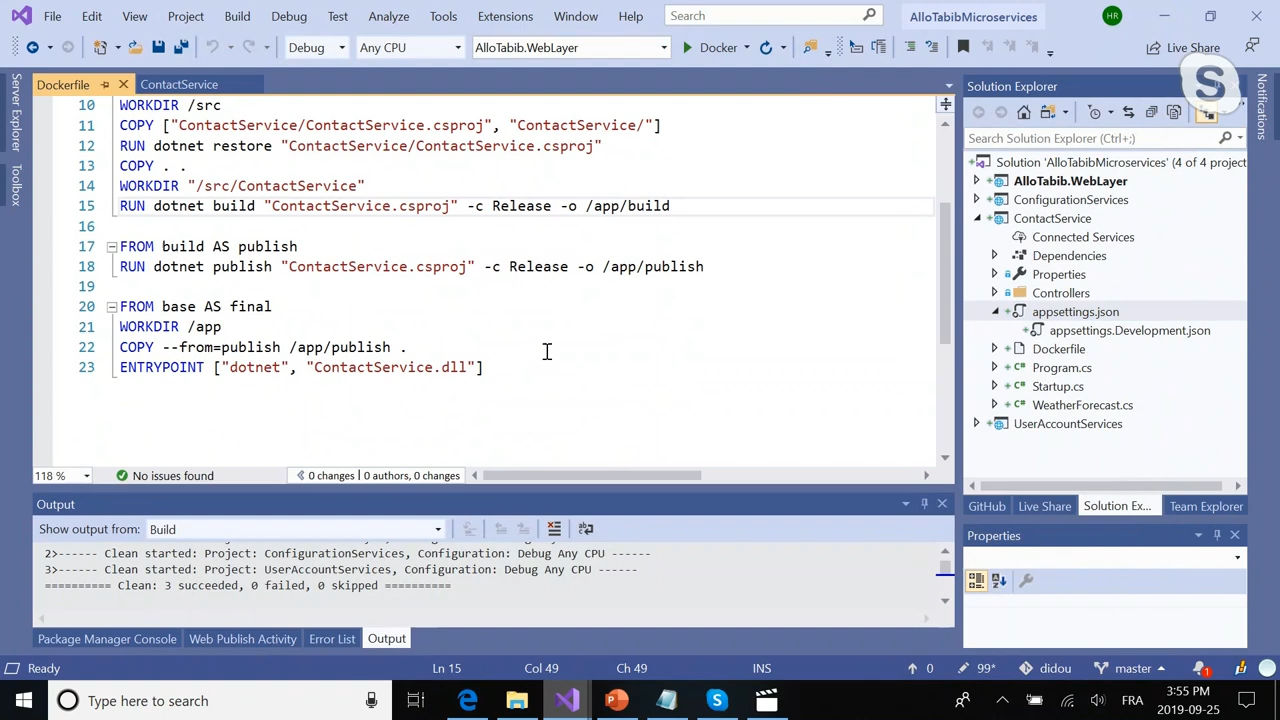 File Edit View Project Build Debug Test Analyze Tools Extensions Window Help Search AlloTabibMicroservices HR
Debug Any CPU AlloTabib.WebLayer Docker Live Share
Server Explorer
Toolbox
Dockerfile ContactService
10 WORKDIR /src
11 COPY ["ContactService/ContactService.csproj", "ContactService/"]
12 RUN dotnet restore "ContactService/ContactService.csproj"
13 COPY . .
14 WORKDIR "/src/ContactService"
15 RUN dotnet build "ContactService.csproj" -c Release -o /app/build
16
17 FROM build AS publish
18 RUN dotnet publish "ContactService.csproj" -c Release -o /app/publish
19
20 FROM base AS final
21 WORKDIR /app
22 COPY --from=publish /app/publish .
23 ENTRYPOINT ["dotnet", "ContactService.dll"]
118 % No issues found 0 changes | 0 authors, 0 changes
Output
Show output from: Build
2>------ Clean started: Project: ConfigurationServices, Configuration: Debug Any CPU ------
3>------ Clean started: Project: UserAccountServices, Configuration: Debug Any CPU ------
========== Clean: 3 succeeded, 0 failed, 0 skipped ==========
Package Manager Console Web Publish Activity Error List Output
Solution Explorer
Search Solution Explorer (Ctrl+;)
Solution 'AlloTabibMicroservices' (4 of 4 project
AlloTabib.WebLayer
ConfigurationServices
ContactService
Connected Services
Dependencies
Properties
Controllers
appsettings.json
appsettings.Development.json
Dockerfile
Program.cs
Startup.cs
WeatherForecast.cs
UserAccountServices
GitHub Live Share Solution Ex... Team Explorer
Properties
Notifications
Ready Ln 15 Col 49 Ch 49 INS 0 99* didou master 1
Type here to search FRA 3:55 PM
2019-09-25